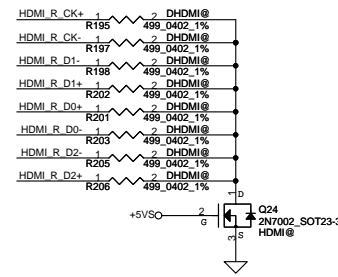 HDMI_R_CK+ 1 2 DHDMI@
R195 499_0402_1%
HDMI_R_CK- 1 2 DHDMI@
R197 499_0402_1%
HDMI_R_D1- 1 2 DHDMI@
R198 499_0402_1%
HDMI_R_D1+ 1 2 DHDMI@
R202 499_0402_1%
HDMI_R_D0+ 1 2 DHDMI@
R201 499_0402_1%
HDMI_R_D0- 1 2 DHDMI@
R203 499_0402_1%
HDMI_R_D2- 1 2 DHDMI@
R205 499_0402_1%
HDMI_R_D2+ 1 2 DHDMI@
R206 499_0402_1%
1 D
Q24
+5VS 2 G
2N7002_SOT23-3
3 S
HDMI@